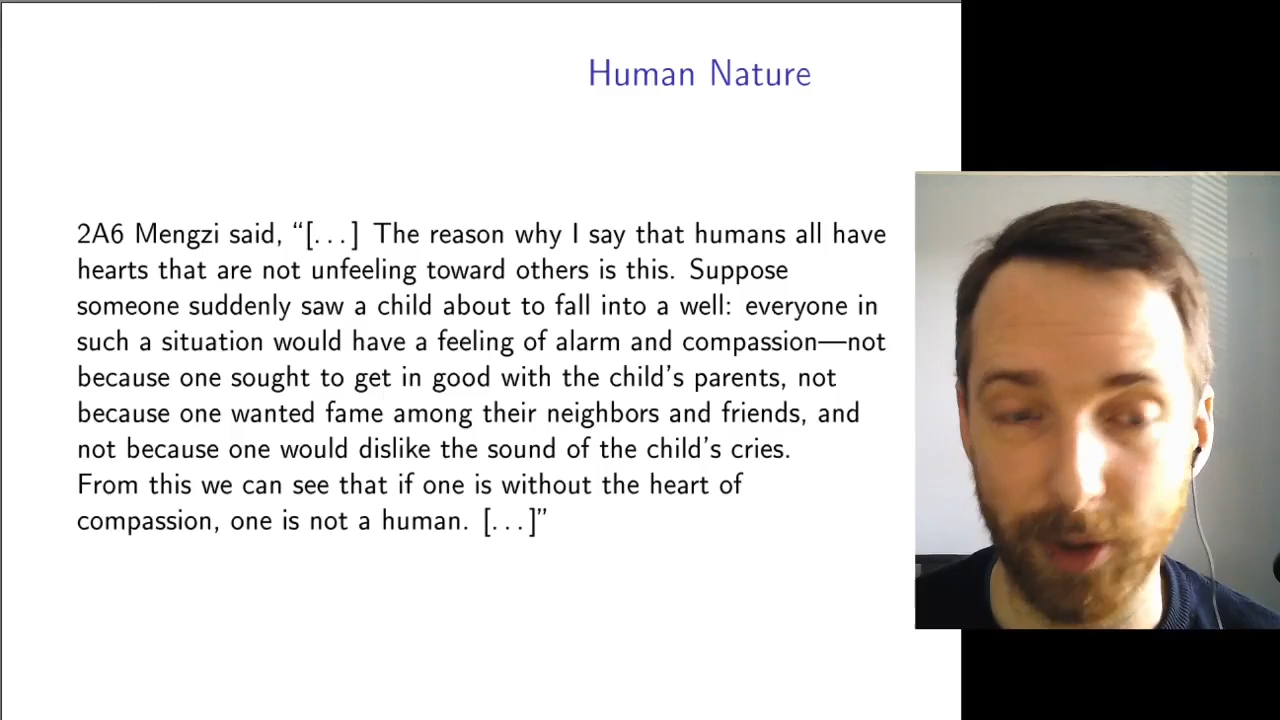 Human Nature
2A6 Mengzi said, “[...] The reason why I say that humans all have
hearts that are not unfeeling toward others is this. Suppose
someone suddenly saw a child about to fall into a well: everyone in
such a situation would have a feeling of alarm and compassion—not
because one sought to get in good with the child's parents, not
because one wanted fame among their neighbors and friends, and
not because one would dislike the sound of the child's cries.
From this we can see that if one is without the heart of
compassion, one is not a human. [...]”